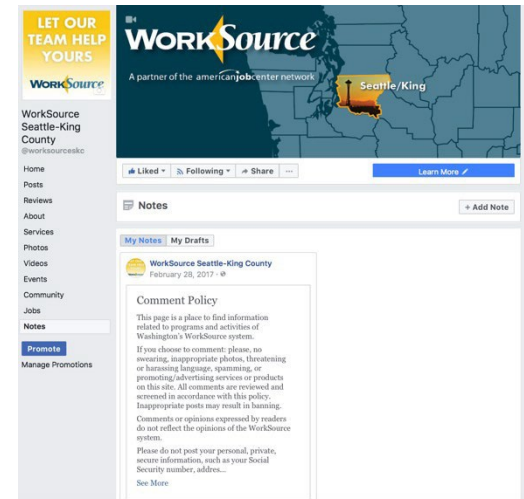 LET OUR
TEAM HELP
YOURS
WorkSource
WorkSource
Seattle-King
County
@worksourceskc
Home
Posts
Reviews
About
Services
Photos
Videos
Events
Community
Jobs
Notes
Promote
Manage Promotions
WorkSource
A partner of the americanjobcenter network
Seattle/King
Liked Following Share ...
Learn More
Notes
+ Add Note
My Notes My Drafts
WorkSource Seattle-King County
February 28, 2017 ·
Comment Policy
This page is a place to find information
related to programs and activities of
Washington's WorkSource system.
If you choose to comment: please, no
swearing, inappropriate photos, threatening
or harassing language, spamming, or
promoting/advertising services or products
on this site. All comments are reviewed and
screened in accordance with this policy.
Inappropriate posts may result in banning.
Comments or opinions expressed by readers
do not reflect the opinions of the WorkSource
system.
Please do not post your personal, private,
secure information, such as your Social
Security number, addres...
See More